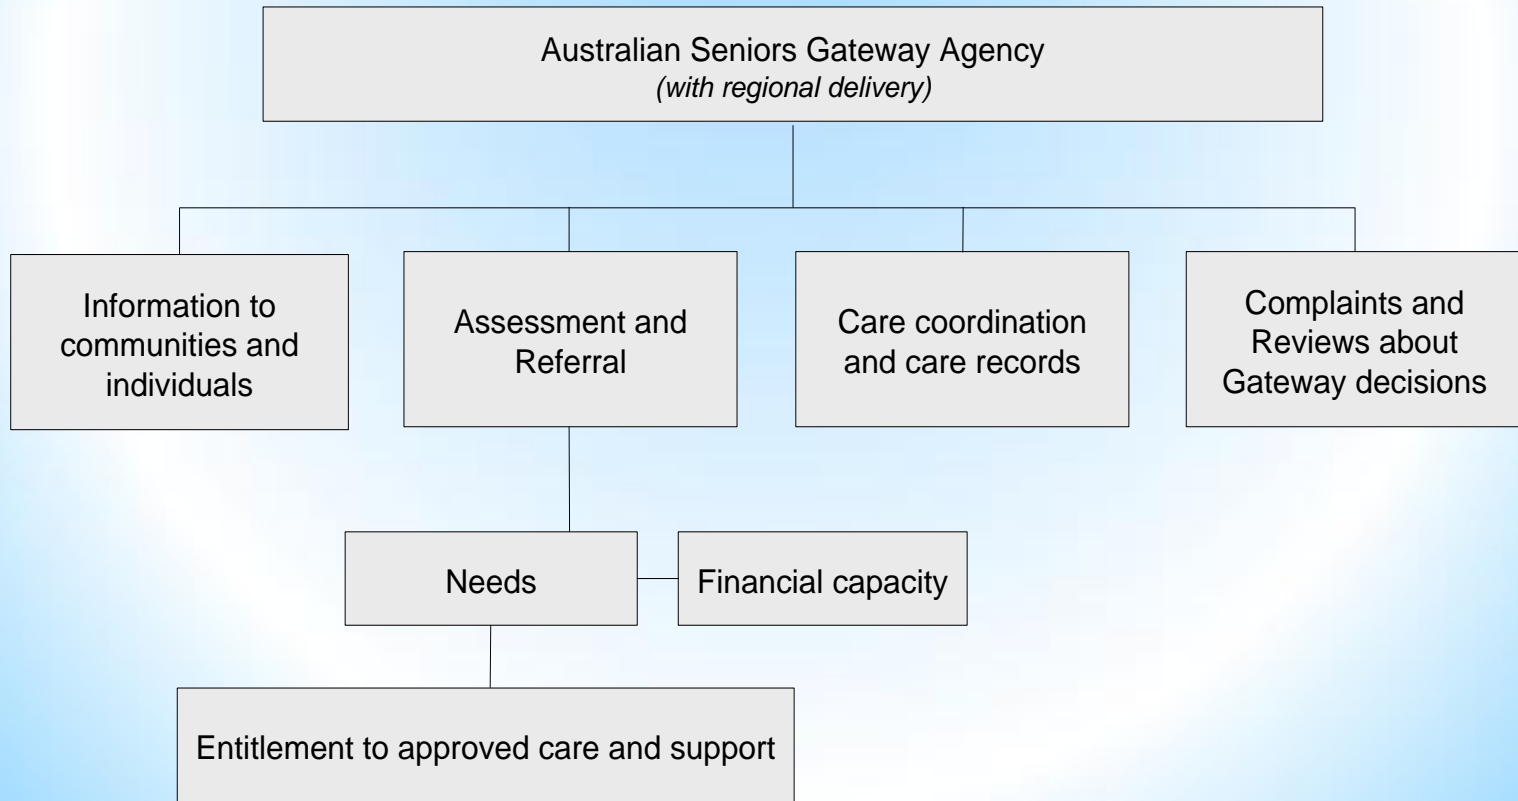 Australian Seniors Gateway Agency
(with regional delivery)
Information to
communities and
individuals
Assessment and
Referral
Care coordination
and care records
Complaints and
Reviews about
Gateway decisions
Needs
Financial capacity
Entitlement to approved care and support